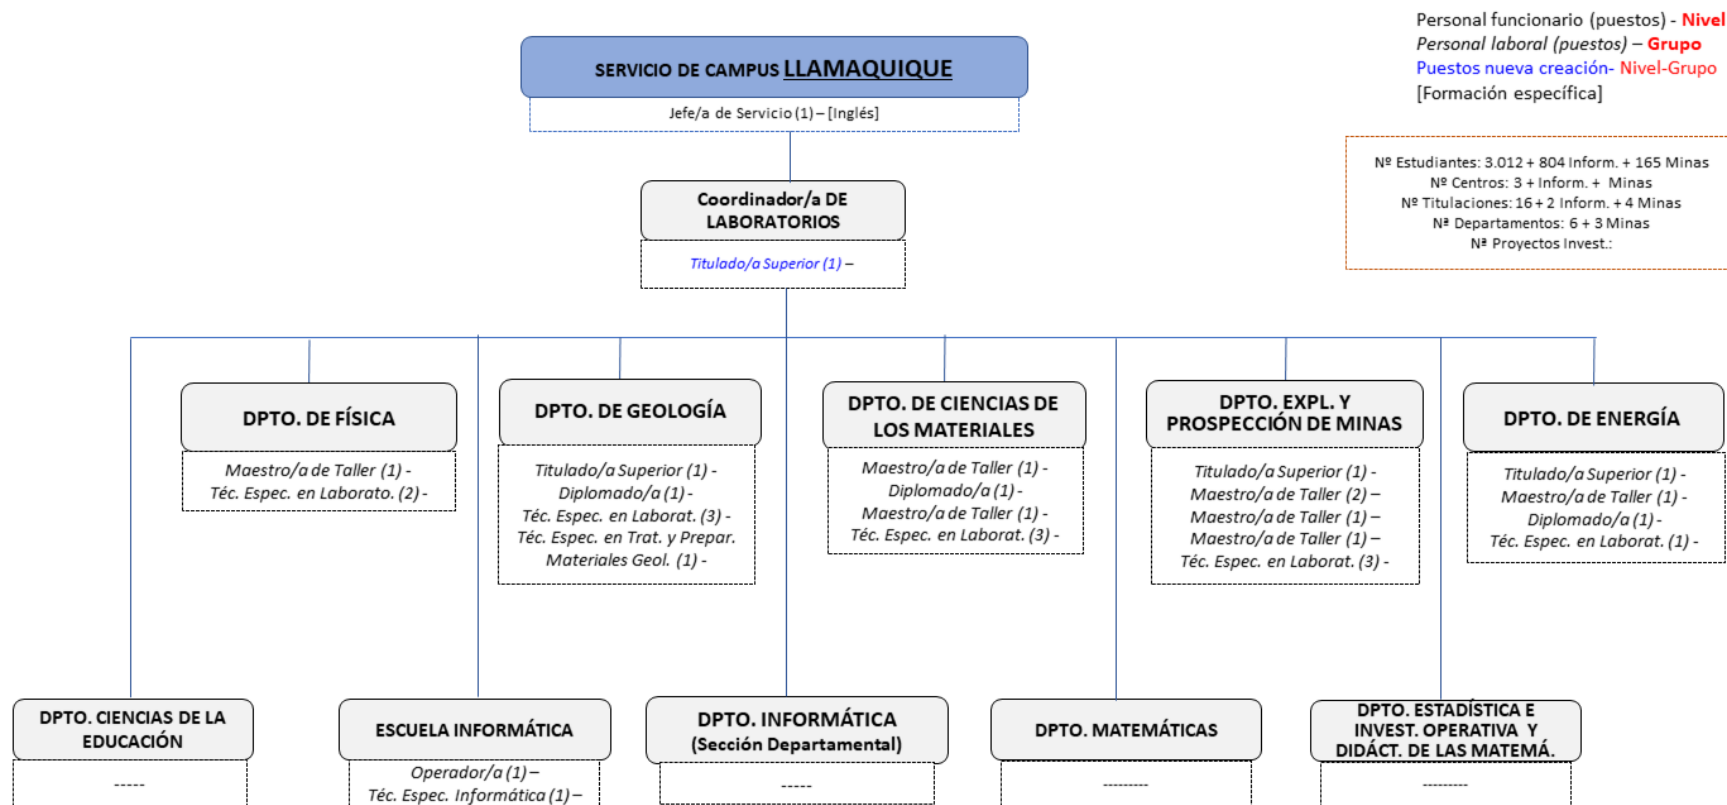 Personal funcionario (puestos) - Nivel
Personal laboral (puestos) – Grupo
Puestos nueva creación- Nivel-Grupo
[Formación específica]
SERVICIO DE CAMPUS LLAMAQUIQUE
Jefe/a de Servicio (1) – [Inglés]
Nº Estudiantes: 3.012 + 804 Inform. + 165 Minas
Nº Centros: 3 + Inform. + Minas
Nº Titulaciones: 16 + 2 Inform. + 4 Minas
Nª Departamentos: 6 + 3 Minas
Nª Proyectos Invest.:
Coordinador/a DE
LABORATORIOS
Titulado/a Superior (1) –
DPTO. DE FÍSICA
Maestro/a de Taller (1) -
Téc. Espec. en Laborato. (2) -
DPTO. DE GEOLOGÍA
Titulado/a Superior (1) -
Diplomado/a (1) -
Téc. Espec. en Laborat. (3) -
Téc. Espec. en Trat. y Prepar.
Materiales Geol. (1) -
DPTO. DE CIENCIAS DE
LOS MATERIALES
Maestro/a de Taller (1) -
Diplomado/a (1) -
Maestro/a de Taller (1) -
Téc. Espec. en Laborat. (3) -
DPTO. EXPL. Y
PROSPECCIÓN DE MINAS
Titulado/a Superior (1) -
Maestro/a de Taller (2) –
Maestro/a de Taller (1) –
Maestro/a de Taller (1) –
Téc. Espec. en Laborat. (3) -
DPTO. DE ENERGÍA
Titulado/a Superior (1) -
Maestro/a de Taller (1) -
Diplomado/a (1) -
Téc. Espec. en Laborat. (1) -
DPTO. CIENCIAS DE LA
EDUCACIÓN
-----
ESCUELA INFORMÁTICA
Operador/a (1) –
Téc. Espec. Informática (1) –
DPTO. INFORMÁTICA
(Sección Departamental)
-----
DPTO. MATEMÁTICAS
---------
DPTO. ESTADÍSTICA E
INVEST. OPERATIVA Y
DIDÁCT. DE LAS MATEMÁ.
---------